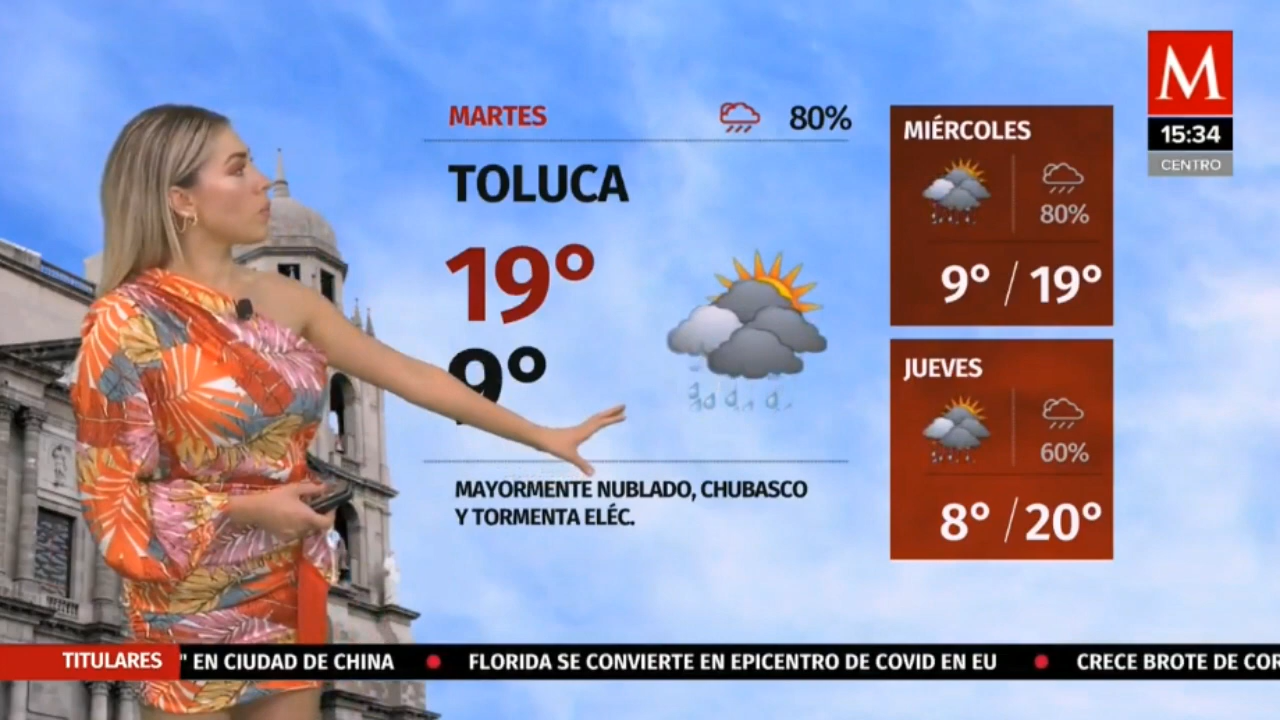 MARTES
80%
TOLUCA
19°
9°
MAYORMENTE NUBLADO, CHUBASCO
Y TORMENTA ELÉC.
MIÉRCOLES
80%
9° / 19°
JUEVES
60%
8° / 20°
M
15:34
CENTRO
TITULARES
" EN CIUDAD DE CHINA • FLORIDA SE CONVIERTE EN EPICENTRO DE COVID EN EU • CRECE BROTE DE COR